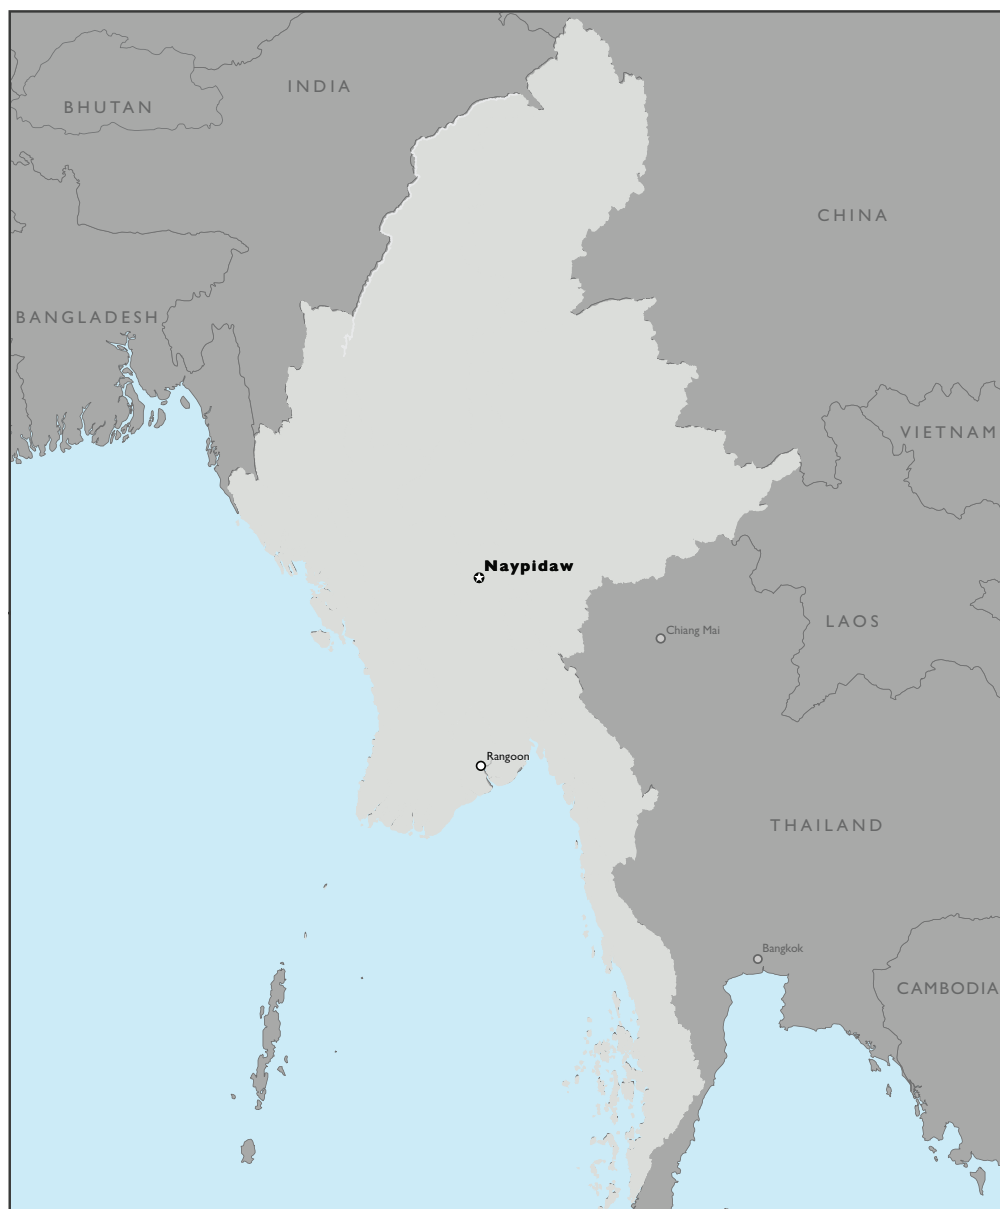 INDIA
BHUTAN
CHINA
BANGLADESH
VIETNAM
Naypidaw
LAOS
Chiang Mai
Rangoon
THAILAND
Bangkok
CAMBODIA